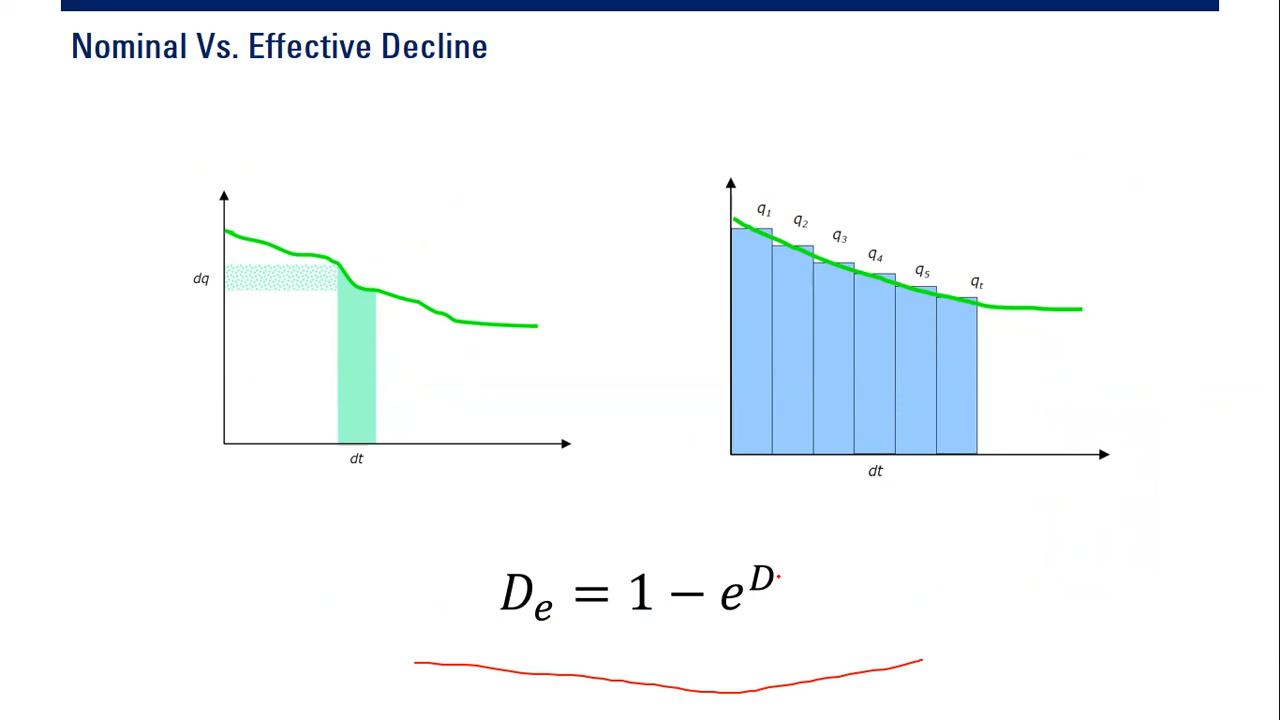 Nominal Vs. Effective Decline
dq
dt
q₁
q₂
q₃
q₄
q₅
qₜ
dt
Dₑ = 1 − e^D